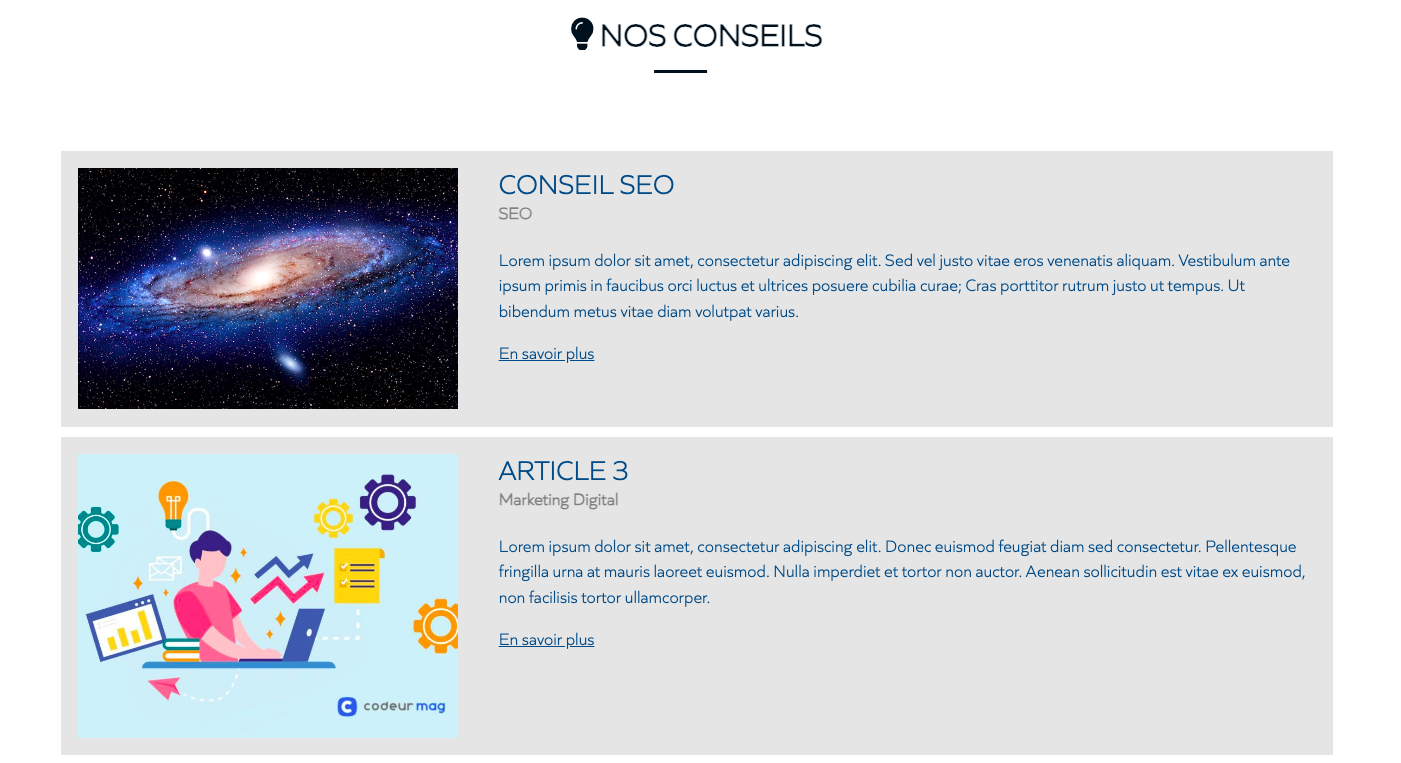 NOS CONSEILS
CONSEIL SEO
SEO
Lorem ipsum dolor sit amet, consectetur adipiscing elit. Sed vel justo vitae eros venenatis aliquam. Vestibulum ante
ipsum primis in faucibus orci luctus et ultrices posuere cubilia curae; Cras porttitor rutrum justo ut tempus. Ut
bibendum metus vitae diam volutpat varius.
En savoir plus
ARTICLE 3
Marketing Digital
Lorem ipsum dolor sit amet, consectetur adipiscing elit. Donec euismod feugiat diam sed consectetur. Pellentesque
fringilla urna at mauris laoreet euismod. Nulla imperdiet et tortor non auctor. Aenean sollicitudin est vitae ex euismod,
non facilisis tortor ullamcorper.
En savoir plus
codeur mag